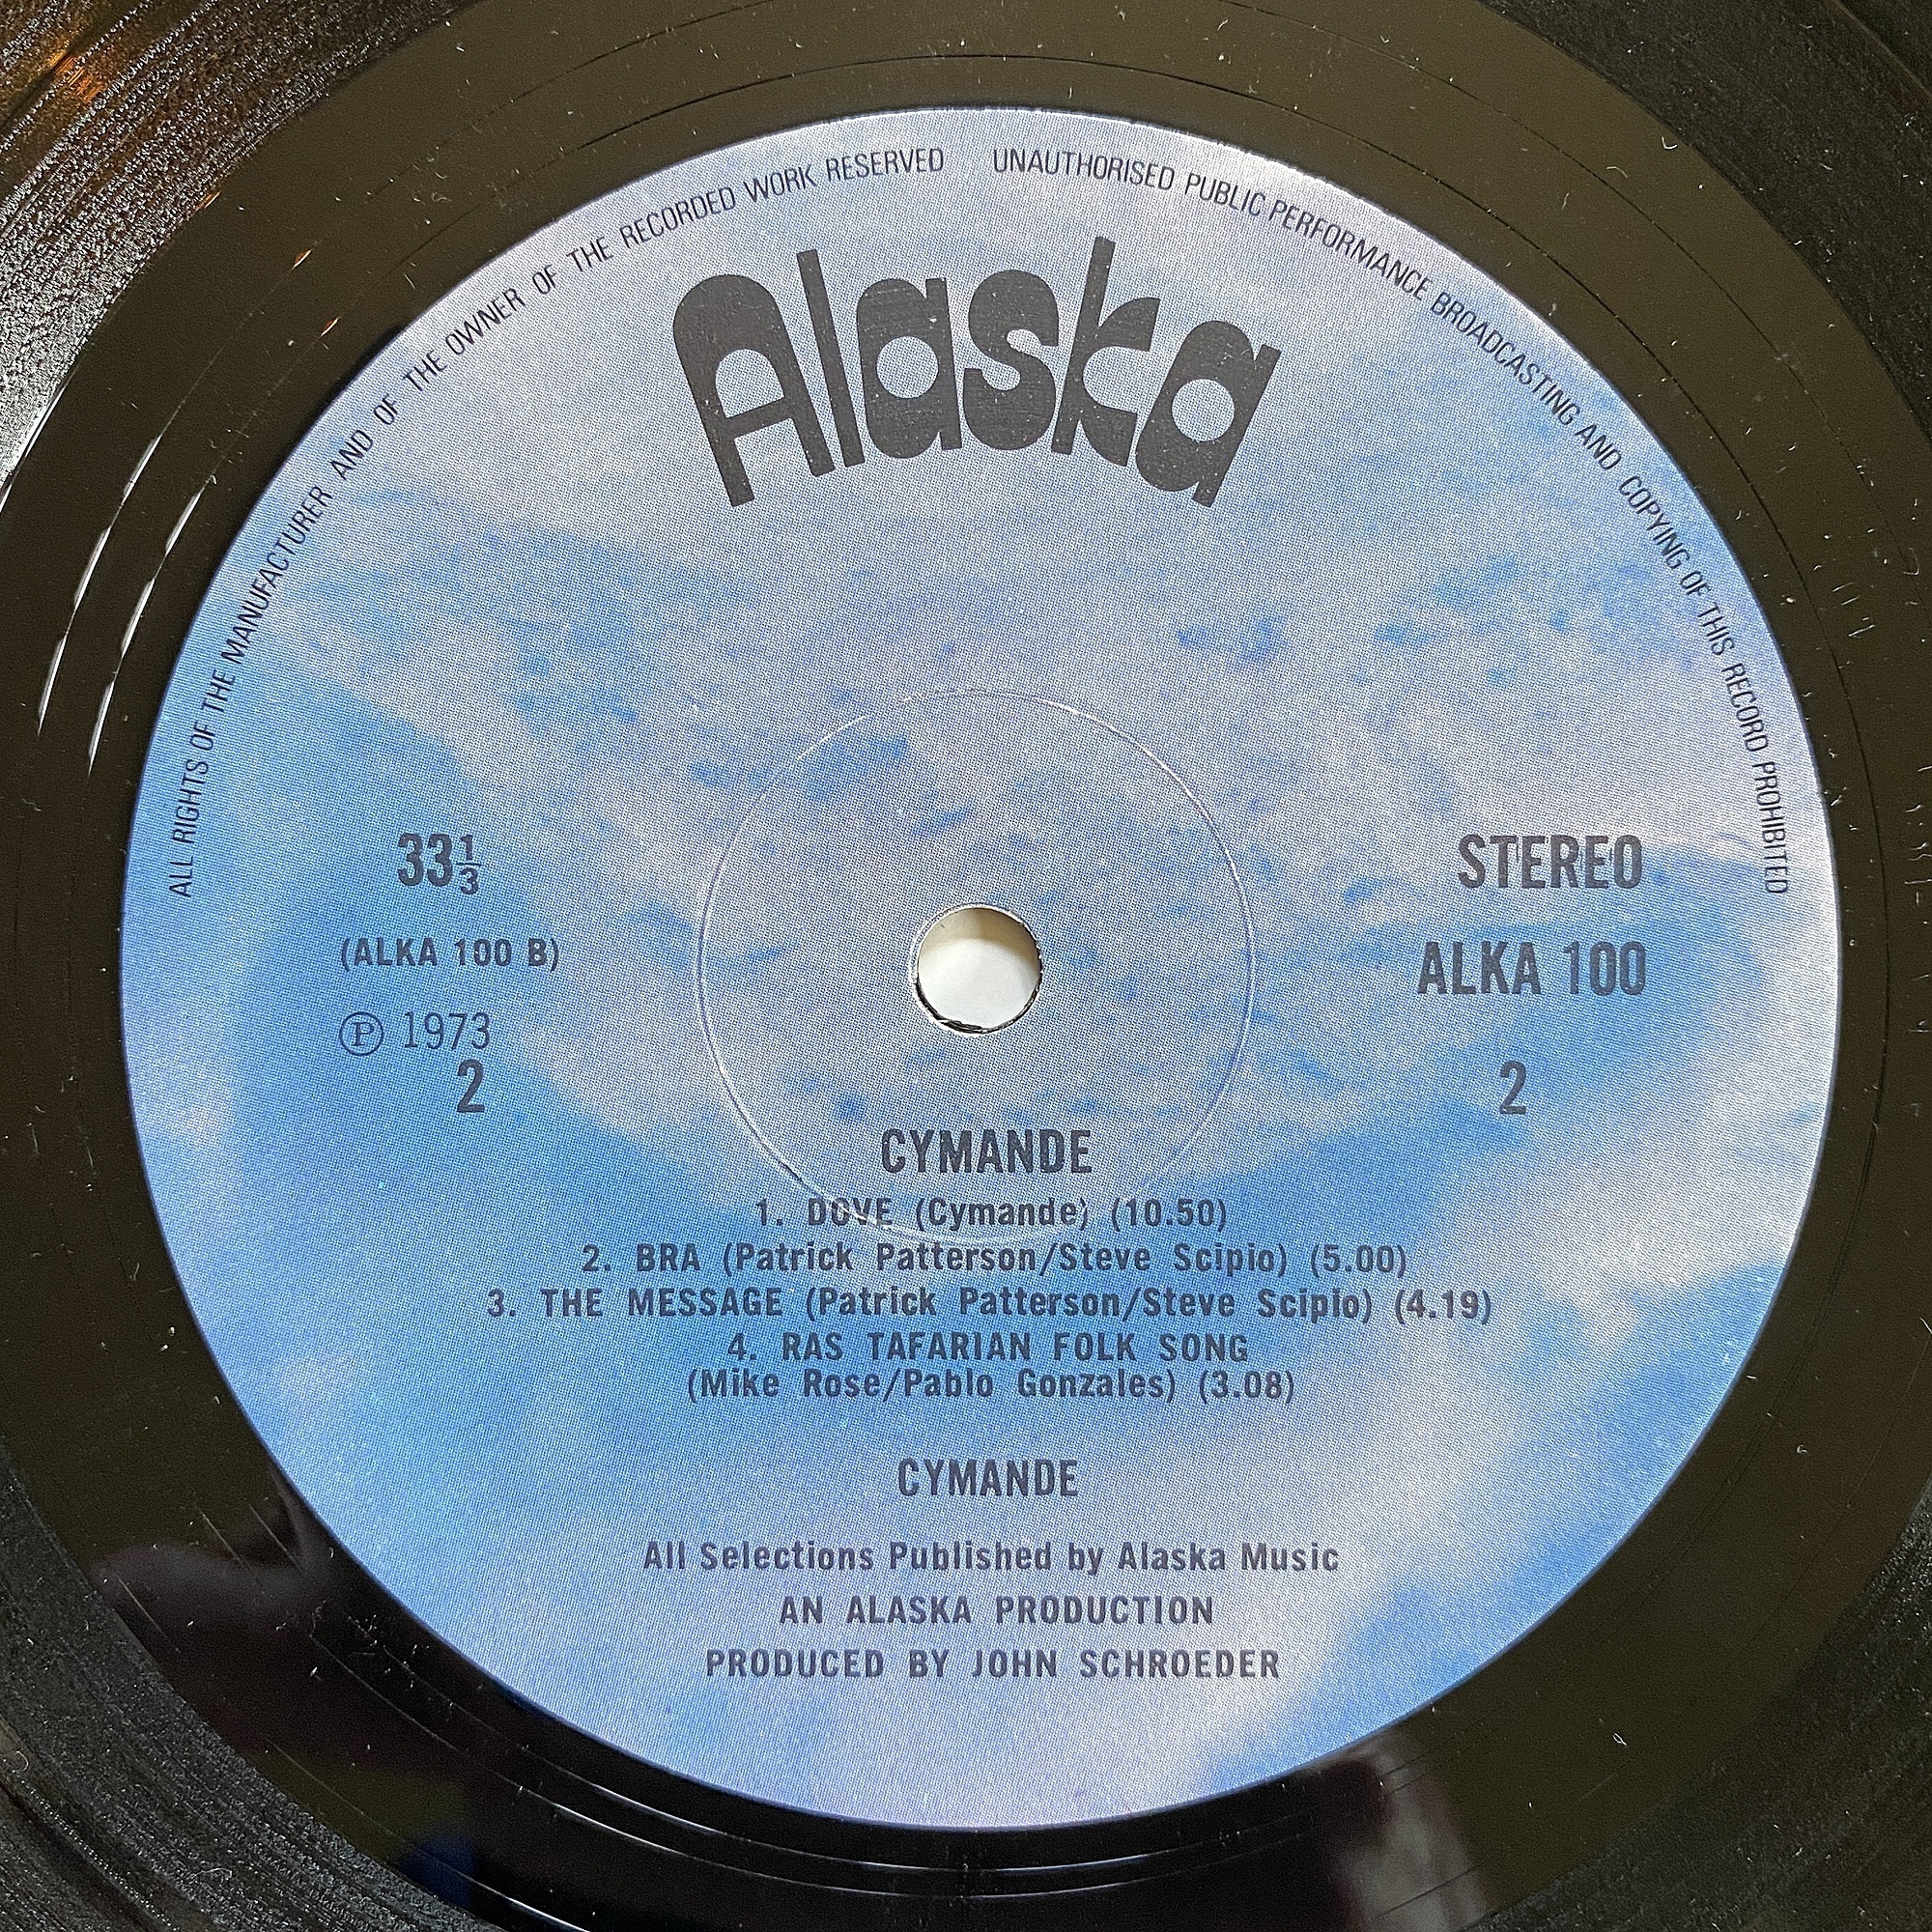 ALL RIGHTS OF THE MANUFACTURER AND OF THE OWNER OF THE RECORDED WORK RESERVED UNAUTHORISED PUBLIC PERFORMANCE BROADCASTING AND COPYING OF THIS RECORD PROHIBITED
Alaska
33⅓
STEREO
(ALKA 100 B)
ALKA 100
℗ 1973
2
2
CYMANDE
1. DOVE (Cymande) (10.50)
2. BRA (Patrick Patterson/Steve Scipio) (5.00)
3. THE MESSAGE (Patrick Patterson/Steve Scipio) (4.19)
4. RAS TAFARIAN FOLK SONG
(Mike Rose/Pablo Gonzales) (3.08)
CYMANDE
All Selections Published by Alaska Music
AN ALASKA PRODUCTION
PRODUCED BY JOHN SCHROEDER